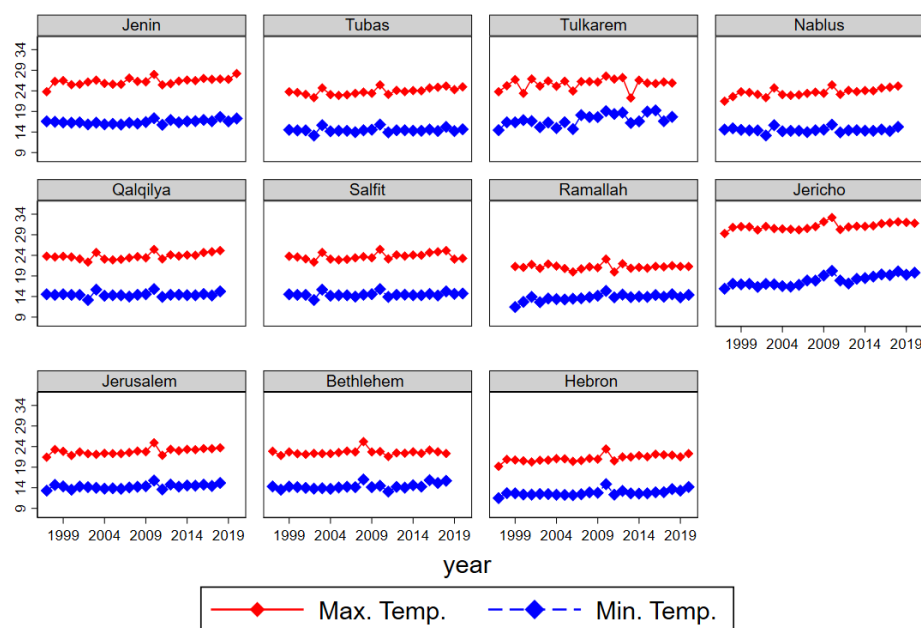 Jenin Tubas Tulkarem Nablus
34
29
24
19
14
9
Qalqilya Salfit Ramallah Jericho
34
29
24
19
14
9
1999 2004 2009 2014 2019
Jerusalem Bethlehem Hebron
34
29
24
19
14
9
1999 2004 2009 2014 2019 1999 2004 2009 2014 2019 1999 2004 2009 2014 2019
year
Max. Temp. Min. Temp.